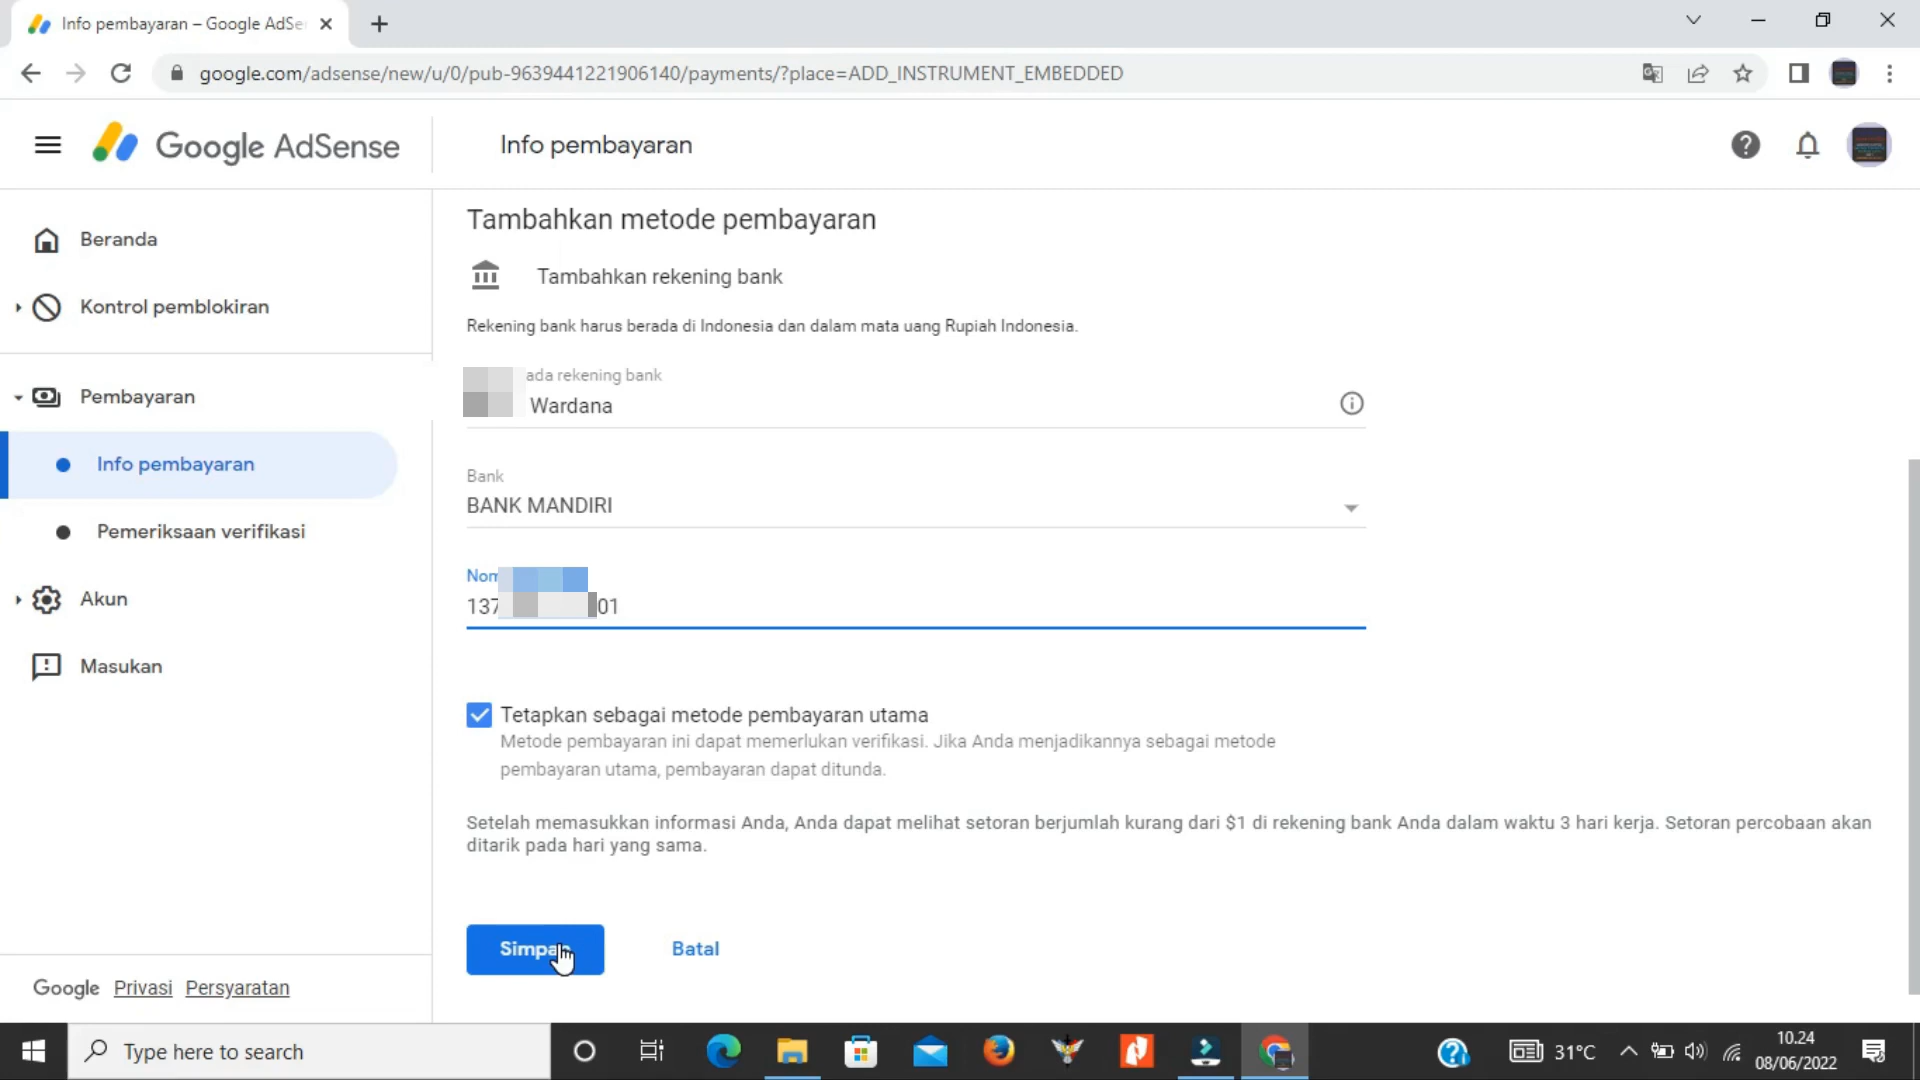 Info pembayaran – Google AdSe
google.com/adsense/new/u/0/pub-9639441221906140/payments/?place=ADD_INSTRUMENT_EMBEDDED
Google AdSense
Info pembayaran
Beranda
Kontrol pemblokiran
Pembayaran
Info pembayaran
Pemeriksaan verifikasi
Akun
Masukan
Google Privasi Persyaratan
Tambahkan metode pembayaran
Tambahkan rekening bank
Rekening bank harus berada di Indonesia dan dalam mata uang Rupiah Indonesia.
ada rekening bank
Wardana
Bank
BANK MANDIRI
Nom
137 01
Tetapkan sebagai metode pembayaran utama
Metode pembayaran ini dapat memerlukan verifikasi. Jika Anda menjadikannya sebagai metode
pembayaran utama, pembayaran dapat ditunda.
Setelah memasukkan informasi Anda, Anda dapat melihat setoran berjumlah kurang dari $1 di rekening bank Anda dalam waktu 3 hari kerja. Setoran percobaan akan
ditarik pada hari yang sama.
Simpan
Batal
Type here to search
31°C
10.24
08/06/2022